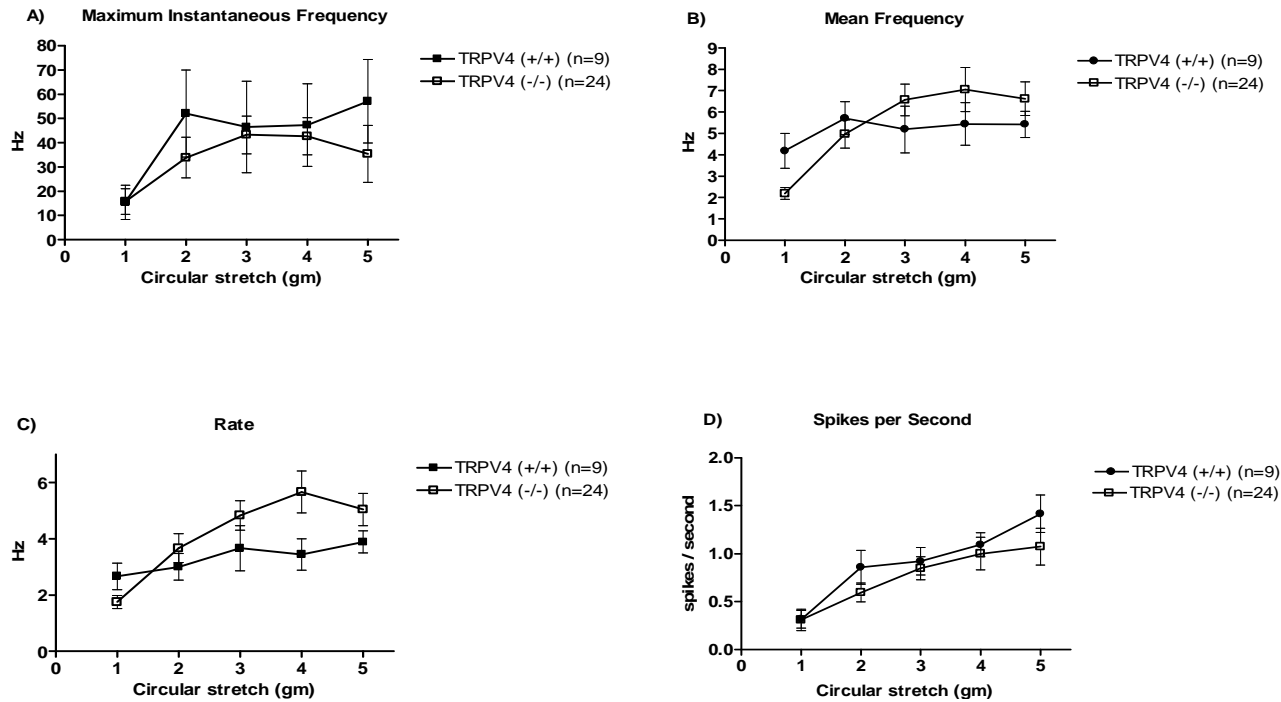 A) Maximum Instantaneous Frequency
80
70
60
50
40
30
20
10
0
Hz
0 1 2 3 4 5
Circular stretch (gm)
TRPV4 (+/+) (n=9)
TRPV4 (-/-) (n=24)
B) Mean Frequency
9
8
7
6
5
4
3
2
1
0
Hz
0 1 2 3 4 5
Circular stretch (gm)
TRPV4 (+/+) (n=9)
TRPV4 (-/-) (n=24)
C) Rate
6
4
2
0
Hz
0 1 2 3 4 5
Circular stretch (gm)
TRPV4 (+/+) (n=9)
TRPV4 (-/-) (n=24)
D) Spikes per Second
2.0
1.5
1.0
0.5
0.0
spikes / second
0 1 2 3 4 5
Circular stretch (gm)
TRPV4 (+/+) (n=9)
TRPV4 (-/-) (n=24)